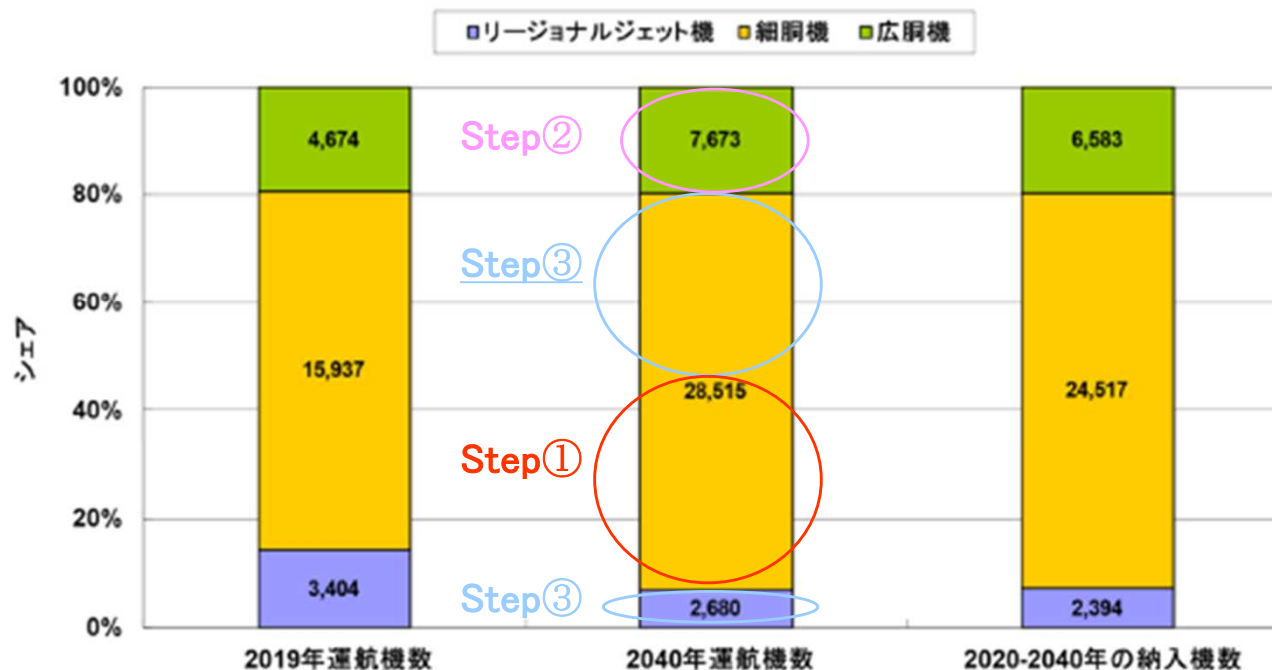 リージョナルジェット機 細胴機 広胴機
100%
80%
60%
40%
20%
0%
シェア
4,674
15,937
3,404
Step②
Step③
Step①
Step③
7,673
28,515
2,680
6,583
24,517
2,394
2019年運航機数
2040年運航機数
2020-2040年の納入機数